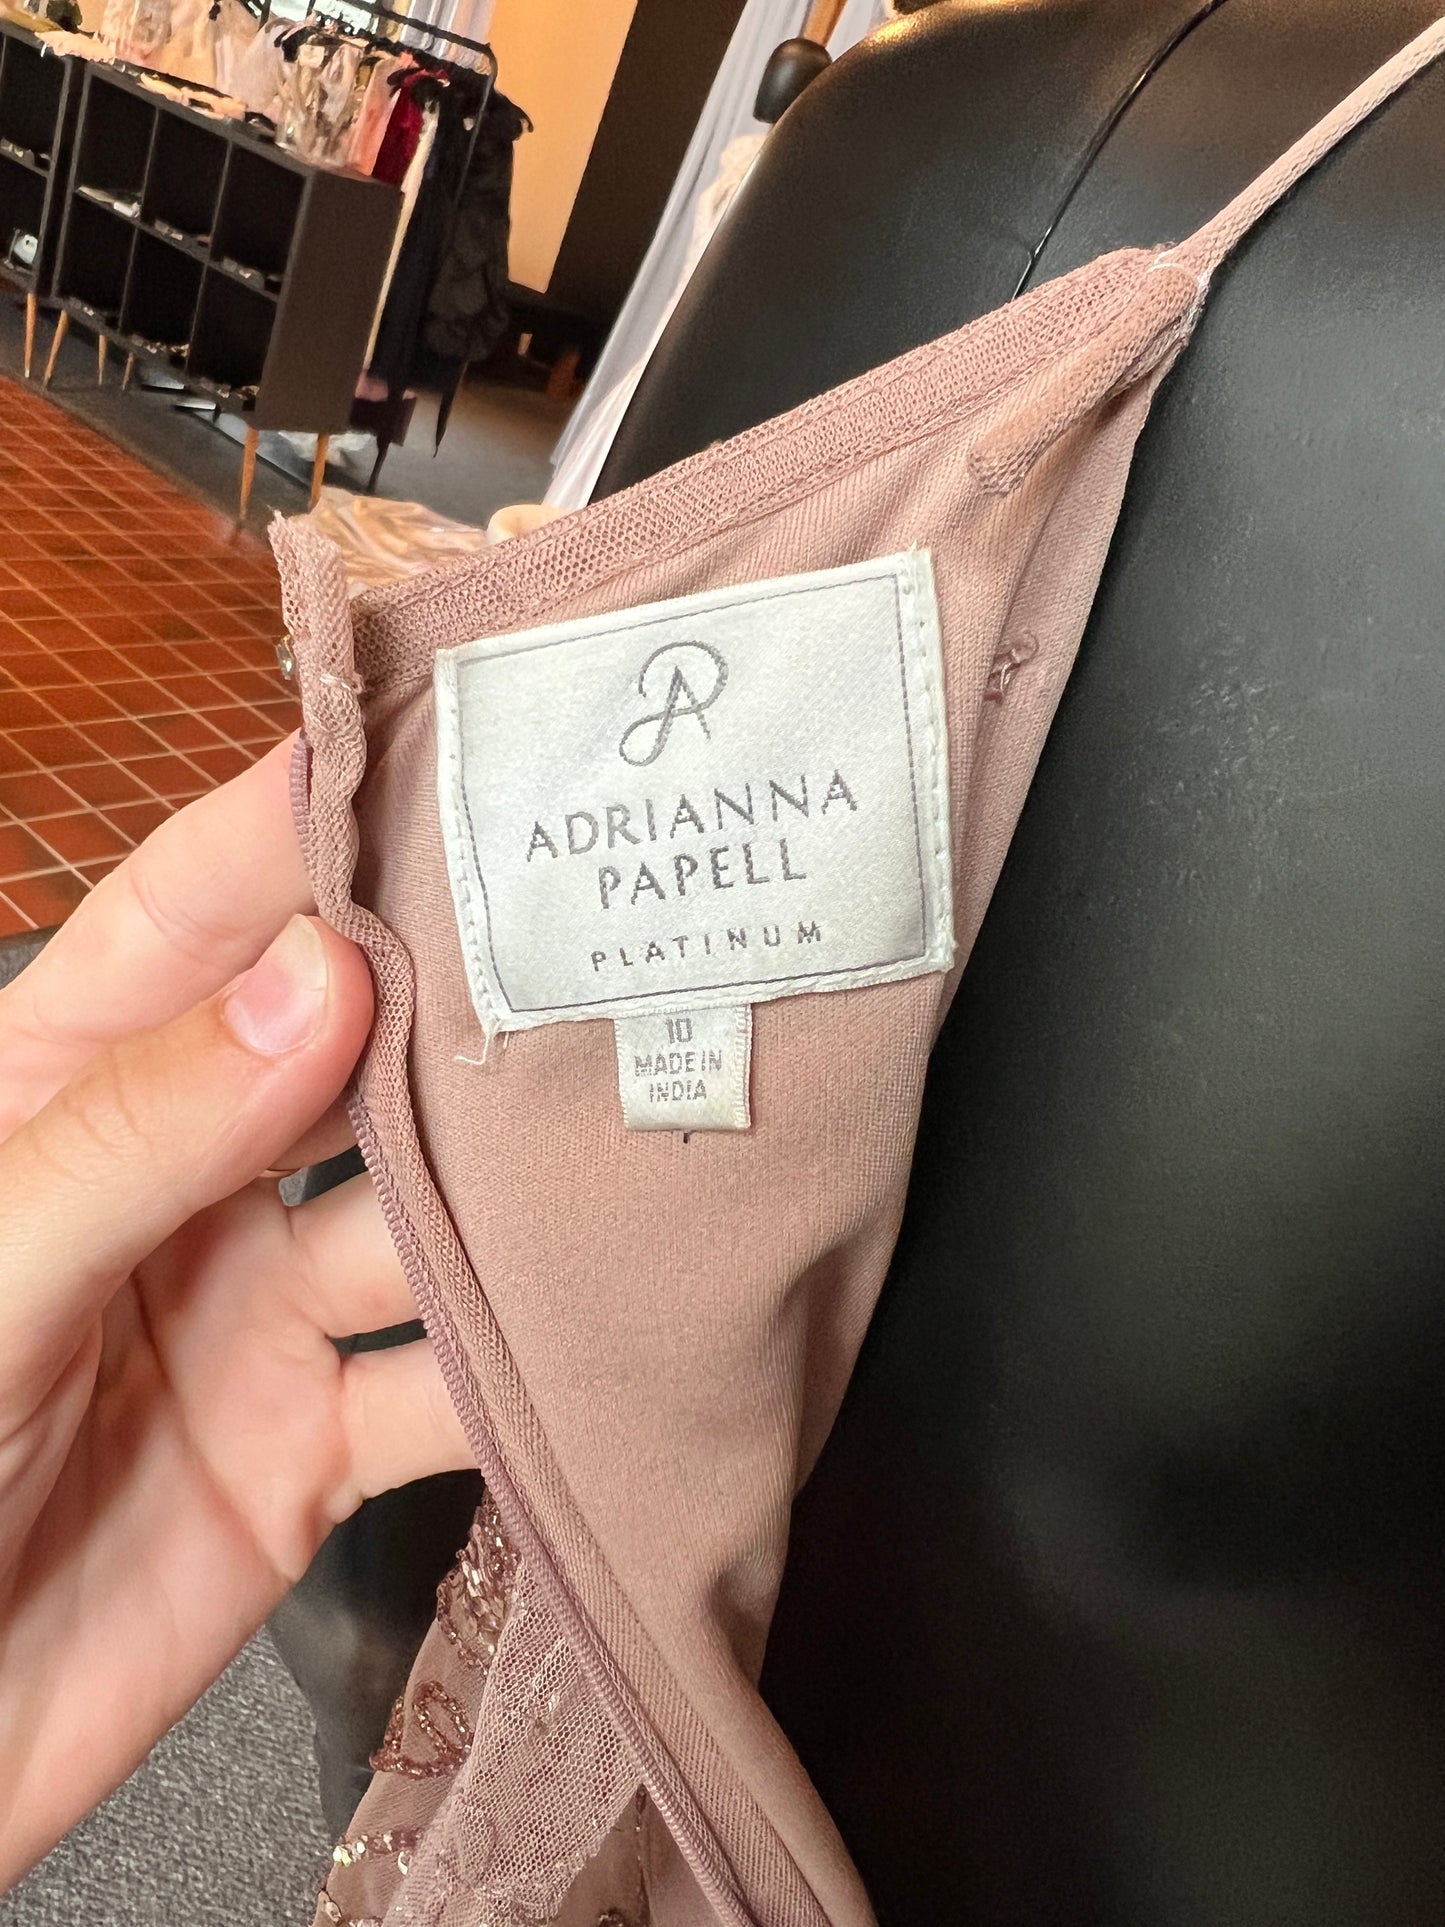 ADRIANNA
PAPELL
PLATINUM
10
MADE IN
INDIA